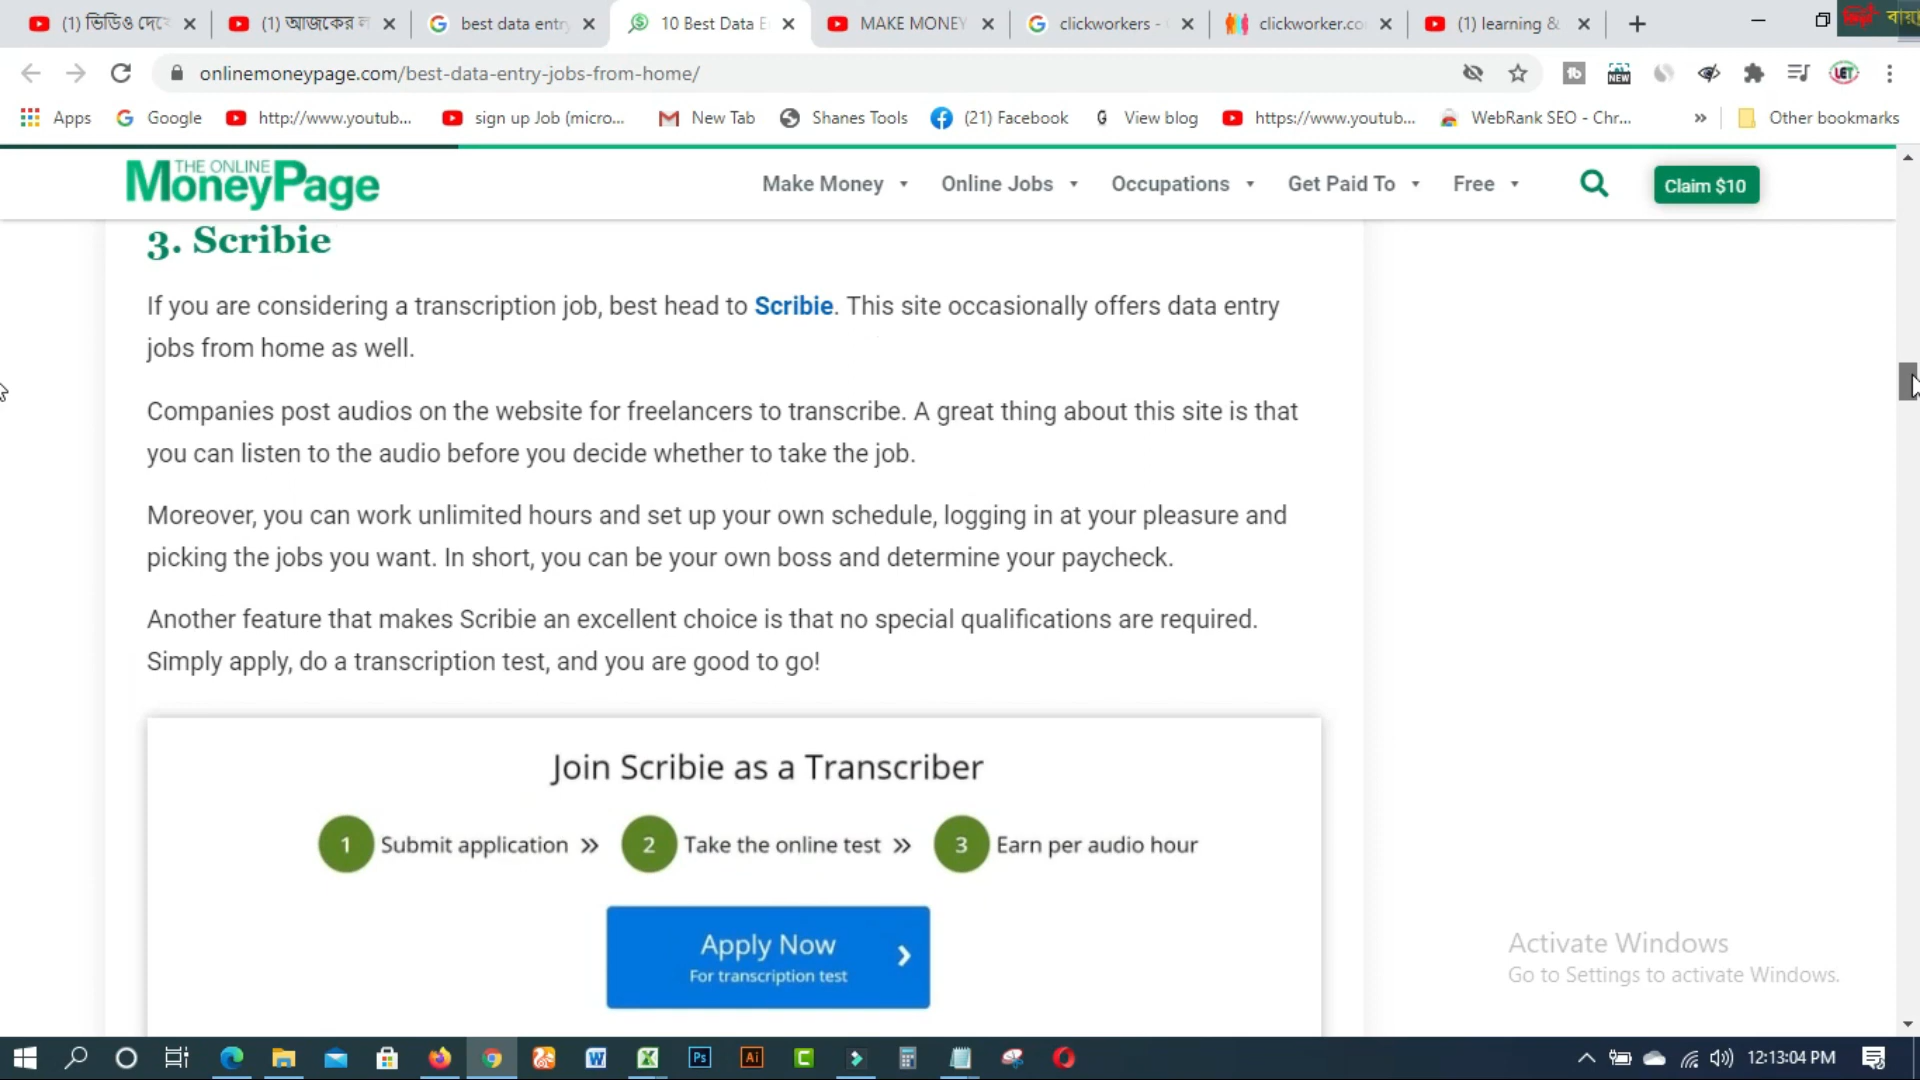 (1) ভিডিও দেখে
(1) আজকের ল
best data entry
10 Best Data E
MAKE MONEY
clickworkers -
clickworker.co
(1) learning &
onlinemoneypage.com/best-data-entry-jobs-from-home/
Apps
Google
http://www.youtub...
sign up Job (micro...
New Tab
Shanes Tools
(21) Facebook
View blog
https://www.youtub...
WebRank SEO - Chr...
»
Other bookmarks
THE ONLINE
MoneyPage
Make Money
Online Jobs
Occupations
Get Paid To
Free
Claim $10
3. Scribie
If you are considering a transcription job, best head to Scribie. This site occasionally offers data entry
jobs from home as well.
Companies post audios on the website for freelancers to transcribe. A great thing about this site is that
you can listen to the audio before you decide whether to take the job.
Moreover, you can work unlimited hours and set up your own schedule, logging in at your pleasure and
picking the jobs you want. In short, you can be your own boss and determine your paycheck.
Another feature that makes Scribie an excellent choice is that no special qualifications are required.
Simply apply, do a transcription test, and you are good to go!
Join Scribie as a Transcriber
1 Submit application » 2 Take the online test » 3 Earn per audio hour
Apply Now
For transcription test
Activate Windows
Go to Settings to activate Windows.
12:13:04 PM